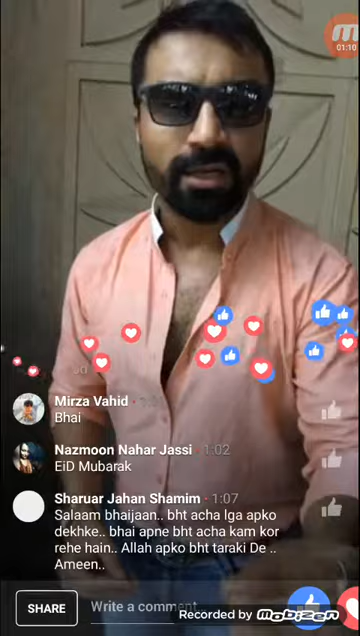 01:10
Mirza Vahid
Bhai
Nazmoon Nahar Jassi · 1:02
EiD Mubarak
Sharuar Jahan Shamim · 1:07
Salaam bhaijaan.. bht acha lga apko
dekhke.. bhai apne bht acha kam kor
rehe hain.. Allah apko bht taraki De ..
Ameen..
SHARE
Write a comment
Recorded by Mobizen